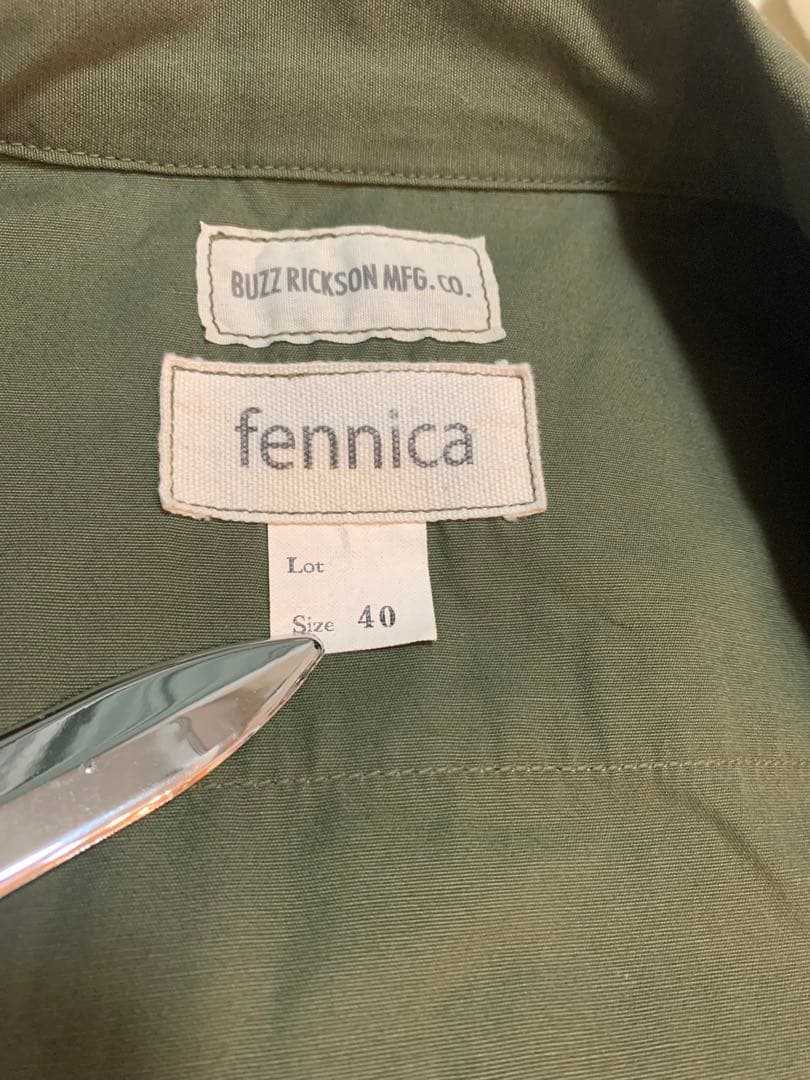 BUZZ RICKSON MFG. CO.
fennica
Lot
Size 40